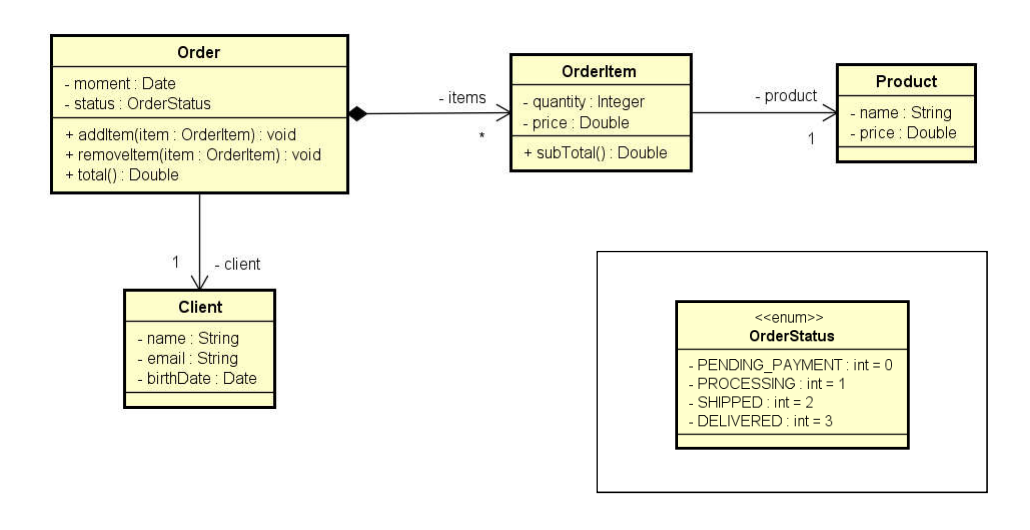 Order
- moment : Date
- status : OrderStatus
+ addItem(item : OrderItem) : void
+ removeItem(item : OrderItem) : void
+ total() : Double
- items
*
OrderItem
- quantity : Integer
- price : Double
+ subTotal() : Double
- product
1
Product
- name : String
- price : Double
1
- client
Client
- name : String
- email : String
- birthDate : Date
<<enum>>
OrderStatus
- PENDING_PAYMENT : int = 0
- PROCESSING : int = 1
- SHIPPED : int = 2
- DELIVERED : int = 3